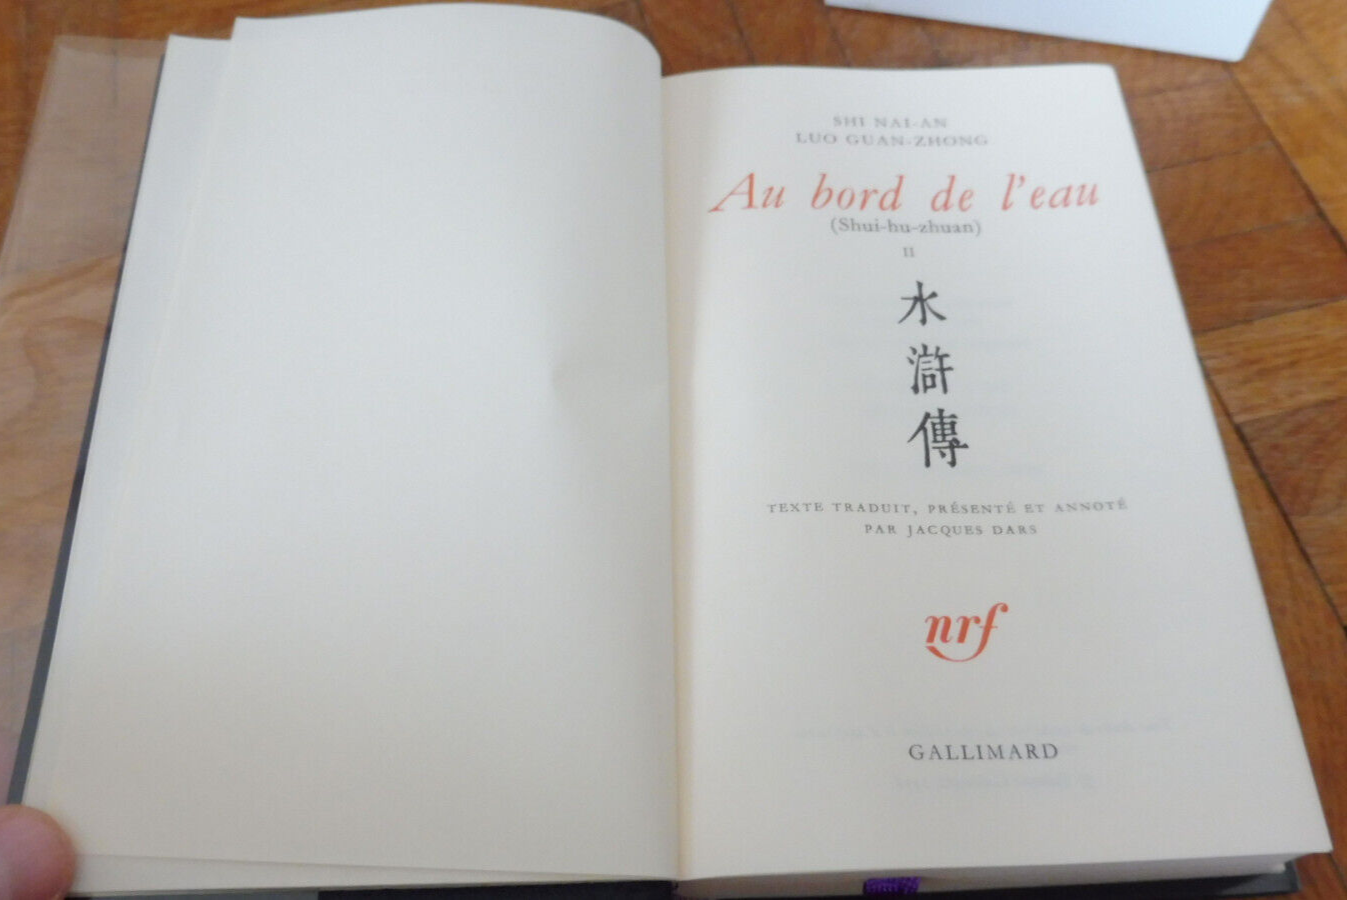 SHI NAI-AN
LUO GUAN-ZHONG
Au bord de l'eau
(Shui-hu-zhuan)
II
水
滸
傳
TEXTE TRADUIT, PRÉSENTÉ ET ANNOTÉ
PAR JACQUES DARS
nrf
GALLIMARD